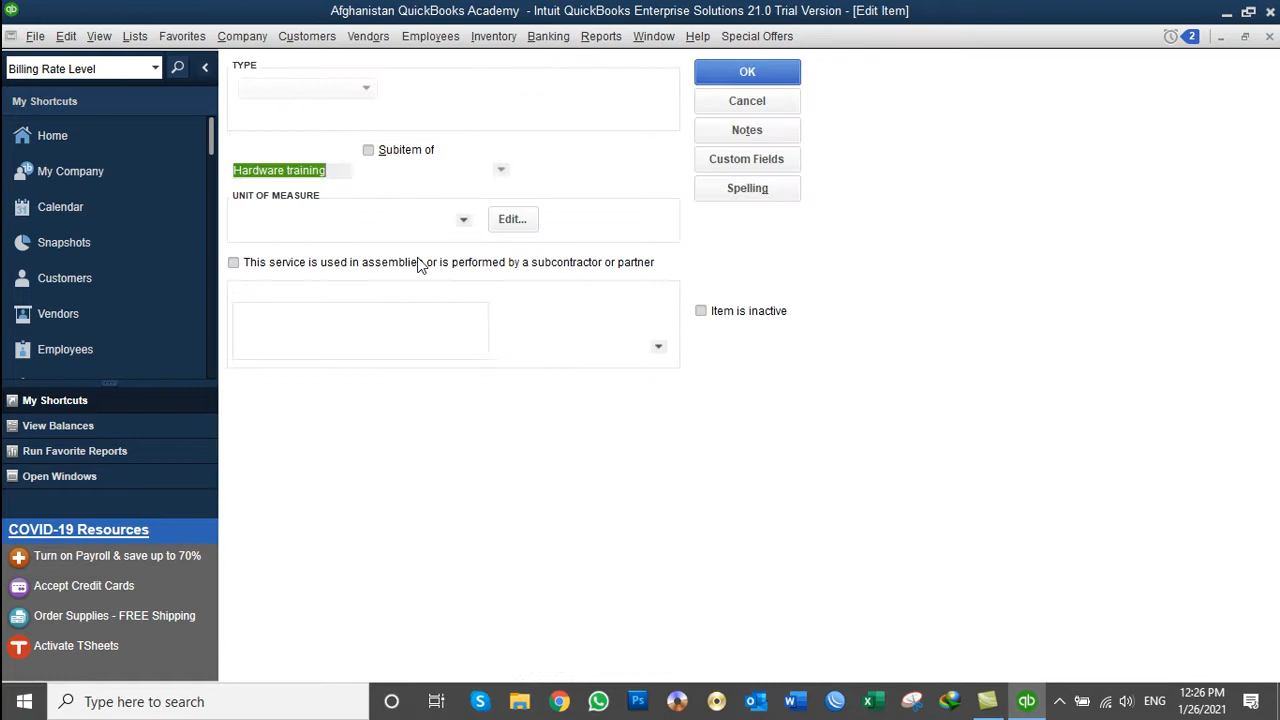 Afghanistan QuickBooks Academy - Intuit QuickBooks Enterprise Solutions 21.0 Trial Version - [Edit Item]
File Edit View Lists Favorites Company Customers Vendors Employees Inventory Banking Reports Window Help Special Offers 2
Billing Rate Level
My Shortcuts
Home
My Company
Calendar
Snapshots
Customers
Vendors
Employees
My Shortcuts
View Balances
Run Favorite Reports
Open Windows
COVID-19 Resources
Turn on Payroll & save up to 70%
Accept Credit Cards
Order Supplies - FREE Shipping
Activate TSheets
TYPE
Subitem of
Hardware training
UNIT OF MEASURE
Edit...
This service is used in assemblies or is performed by a subcontractor or partner
OK
Cancel
Notes
Custom Fields
Spelling
Item is inactive
Type here to search
ENG
12:26 PM
1/26/2021